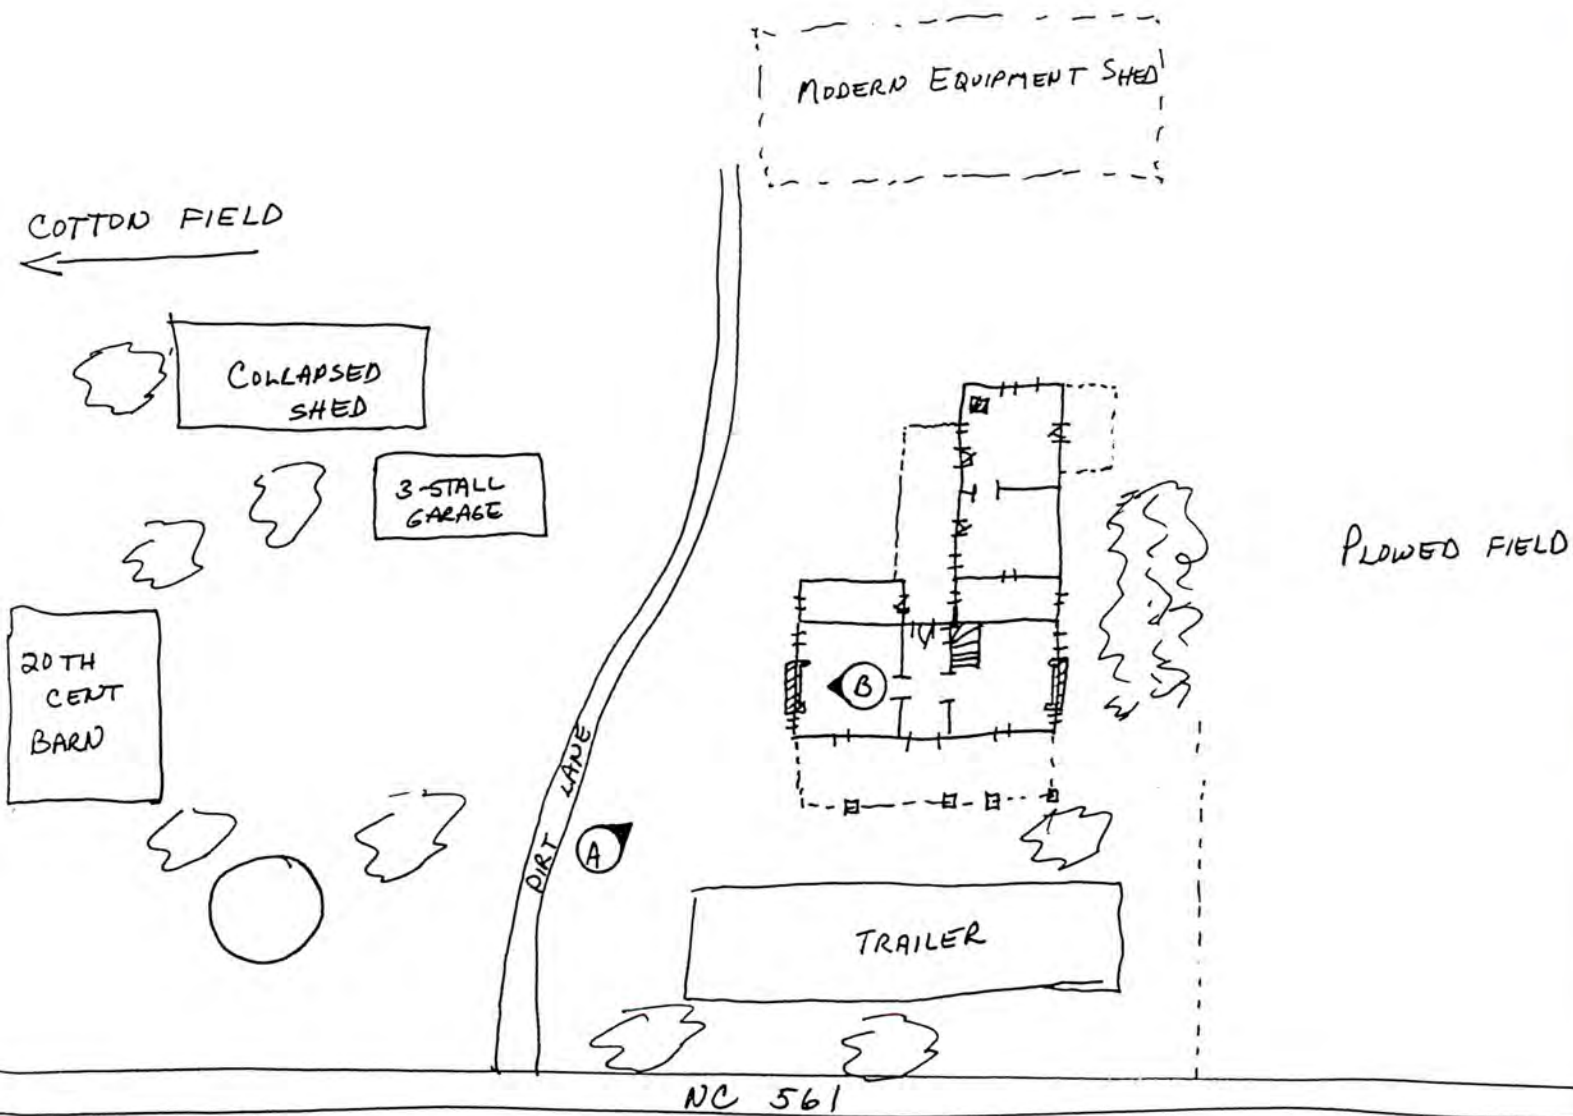 MODERN EQUIPMENT SHED
COTTON FIELD
COLLAPSED
SHED
3-STALL
GARAGE
PLOWED FIELD
20TH
CENT
BARN
B
DIRT LANE
A
TRAILER
NC 561